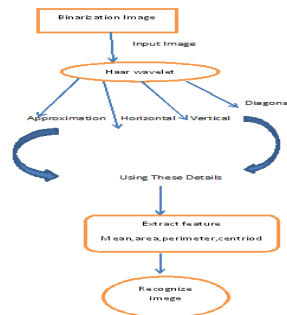 Binarization Image
Input Image
Haar wavelet
Diagona
Approximation Horizontal Vertical
Using These Details
Extract feature
Mean,area,perimeter,centriod
Recognize
image